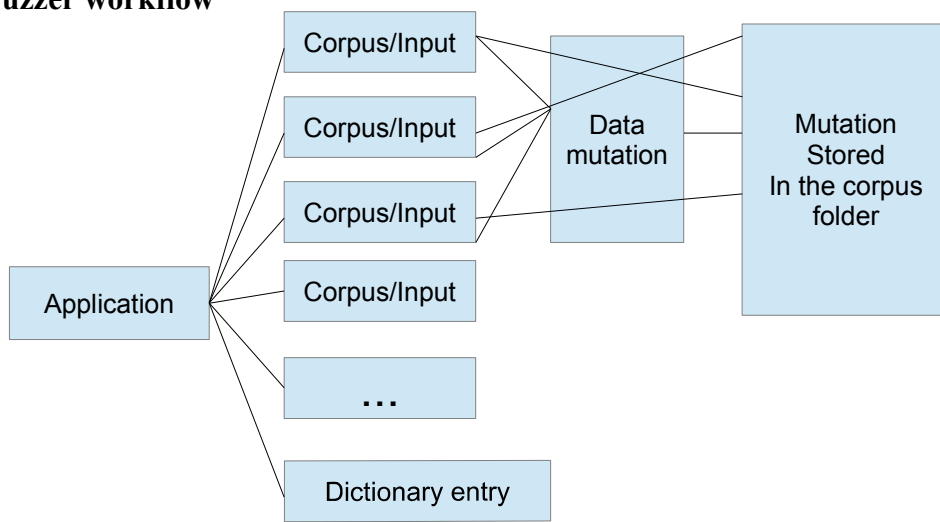 uzzer workflow
Corpus/Input
Corpus/Input
Corpus/Input
Corpus/Input
...
Dictionary entry
Application
Data
mutation
Mutation
Stored
In the corpus
folder